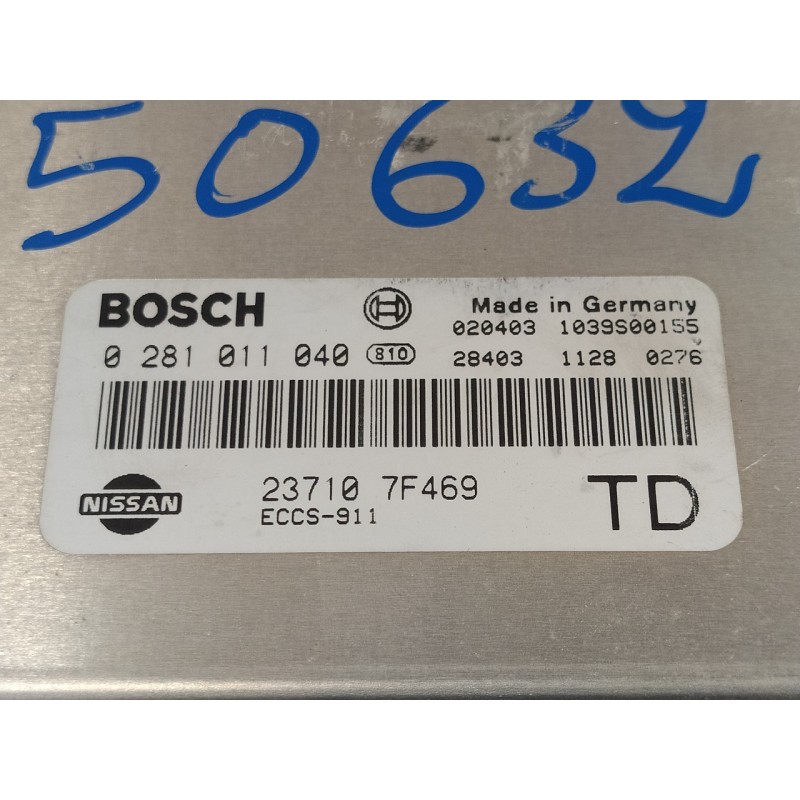 50632
BOSCH
Made in Germany
020403 1039S00155
0 281 011 040 810
28403 1128 0276
NISSAN
23710 7F469
ECCS-911
TD